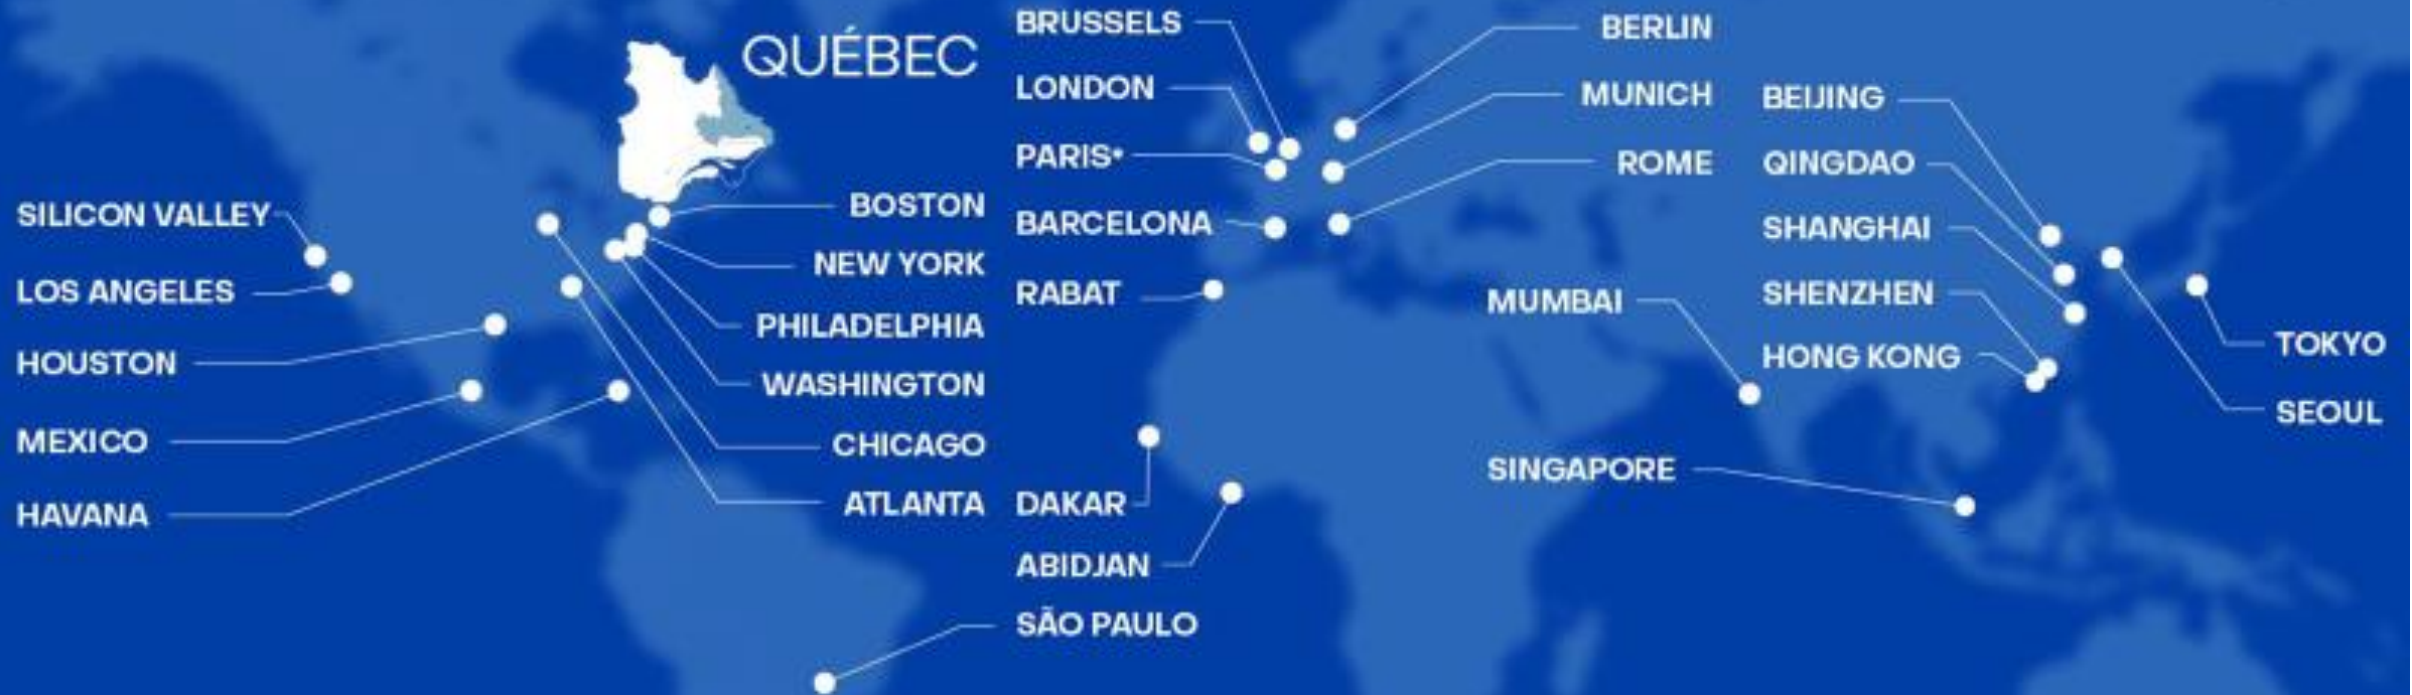 QUÉBEC
SILICON VALLEY
LOS ANGELES
HOUSTON
MEXICO
HAVANA
BOSTON
NEW YORK
PHILADELPHIA
WASHINGTON
CHICAGO
ATLANTA
BRUSSELS
LONDON
PARIS*
BARCELONA
RABAT
DAKAR
ABIDJAN
SÃO PAULO
BERLIN
MUNICH
ROME
MUMBAI
SINGAPORE
BEIJING
QINGDAO
SHANGHAI
SHENZHEN
HONG KONG
TOKYO
SEOUL